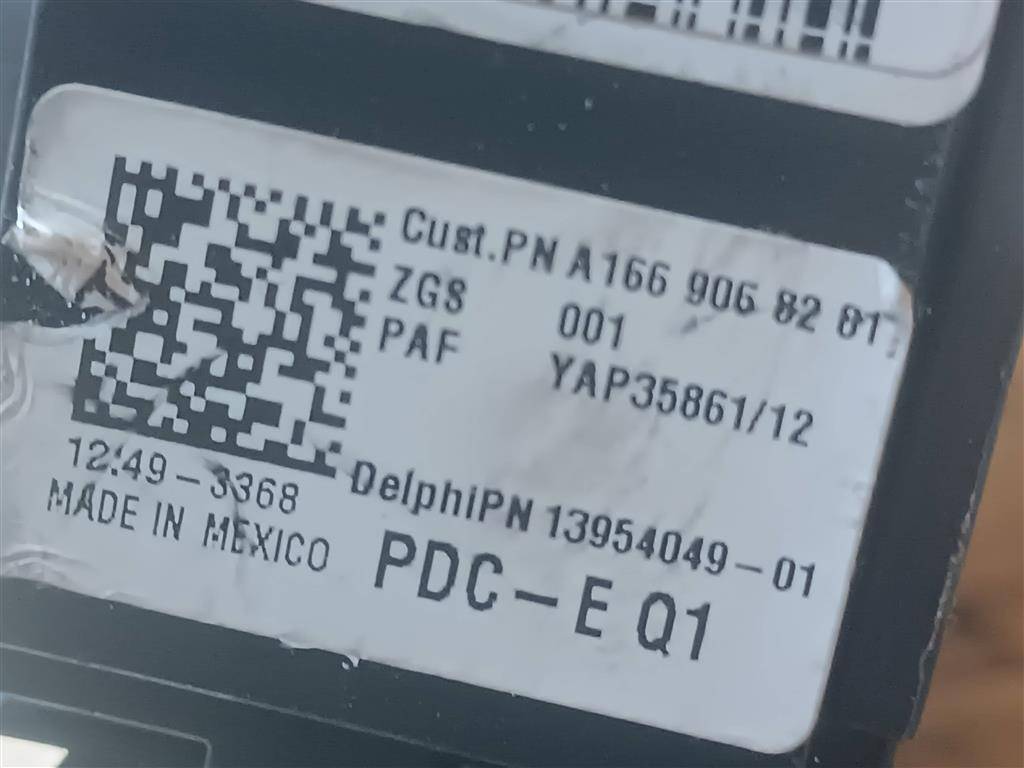 Cust.PN A166 906 82 01
ZGS 001
PAF YAP35861/12
12:49-3368
DelphiPN 13954049-01
MADE IN MEXICO
PDC-E Q1